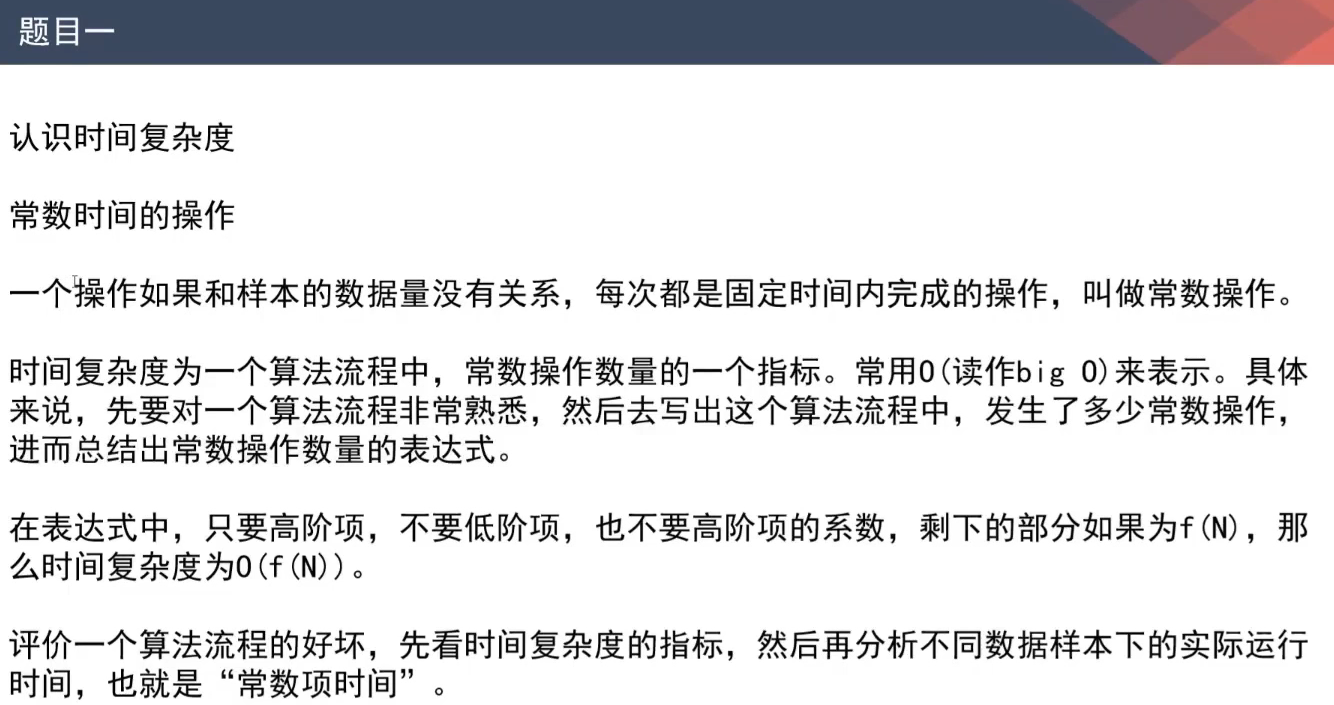 题目一
认识时间复杂度
常数时间的操作
一个操作如果和样本的数据量没有关系，每次都是固定时间内完成的操作，叫做常数操作。
时间复杂度为一个算法流程中，常数操作数量的一个指标。常用O(读作big O)来表示。具体
来说，先要对一个算法流程非常熟悉，然后去写出这个算法流程中，发生了多少常数操作，
进而总结出常数操作数量的表达式。
在表达式中，只要高阶项，不要低阶项，也不要高阶项的系数，剩下的部分如果为f(N)，那
么时间复杂度为O(f(N))。
评价一个算法流程的好坏，先看时间复杂度的指标，然后再分析不同数据样本下的实际运行
时间，也就是“常数项时间”。